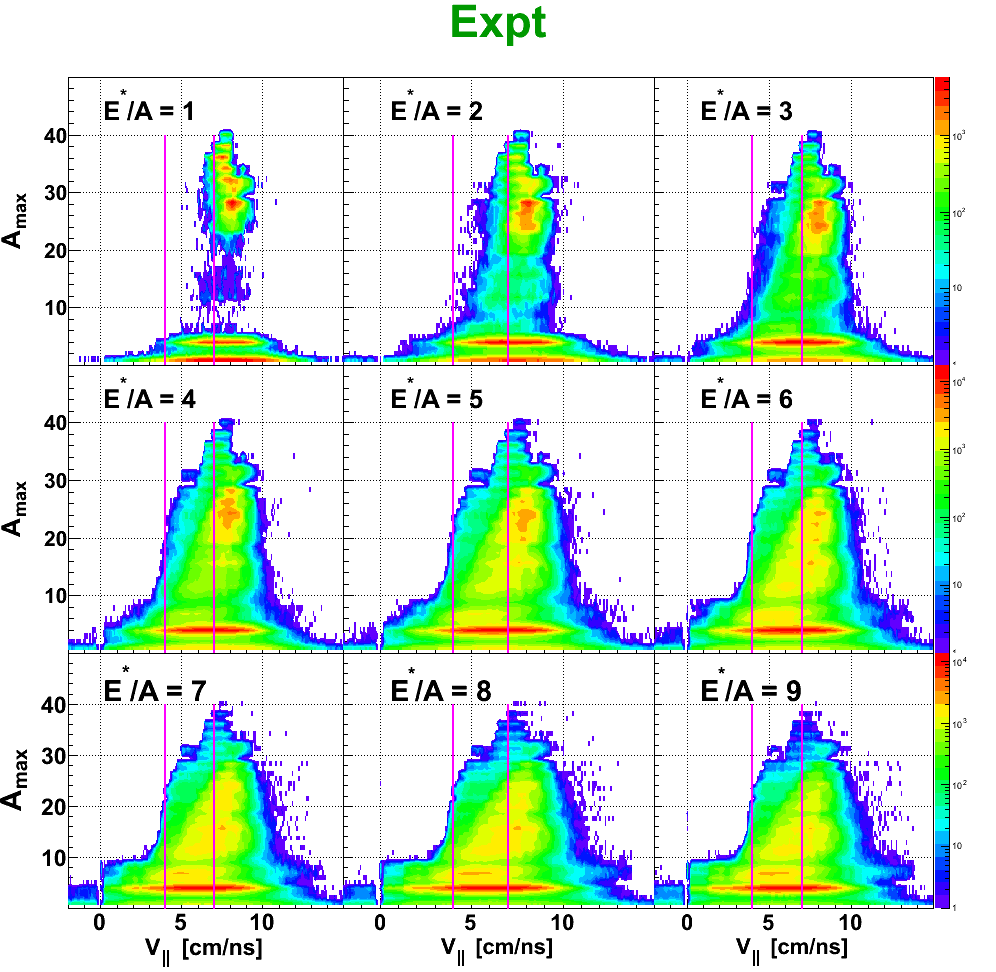 Expt
E*/A = 1 E*/A = 2 E*/A = 3
40
30
20
10
Amax
10³
10²
10
1
E*/A = 4 E*/A = 5 E*/A = 6
40
30
20
10
Amax
10⁴
10³
10²
10
1
E*/A = 7 E*/A = 8 E*/A = 9
40
30
20
10
Amax
10⁴
10³
10²
10
1
0 5 10 0 5 10 0 5 10
V|| [cm/ns] V|| [cm/ns] V|| [cm/ns]